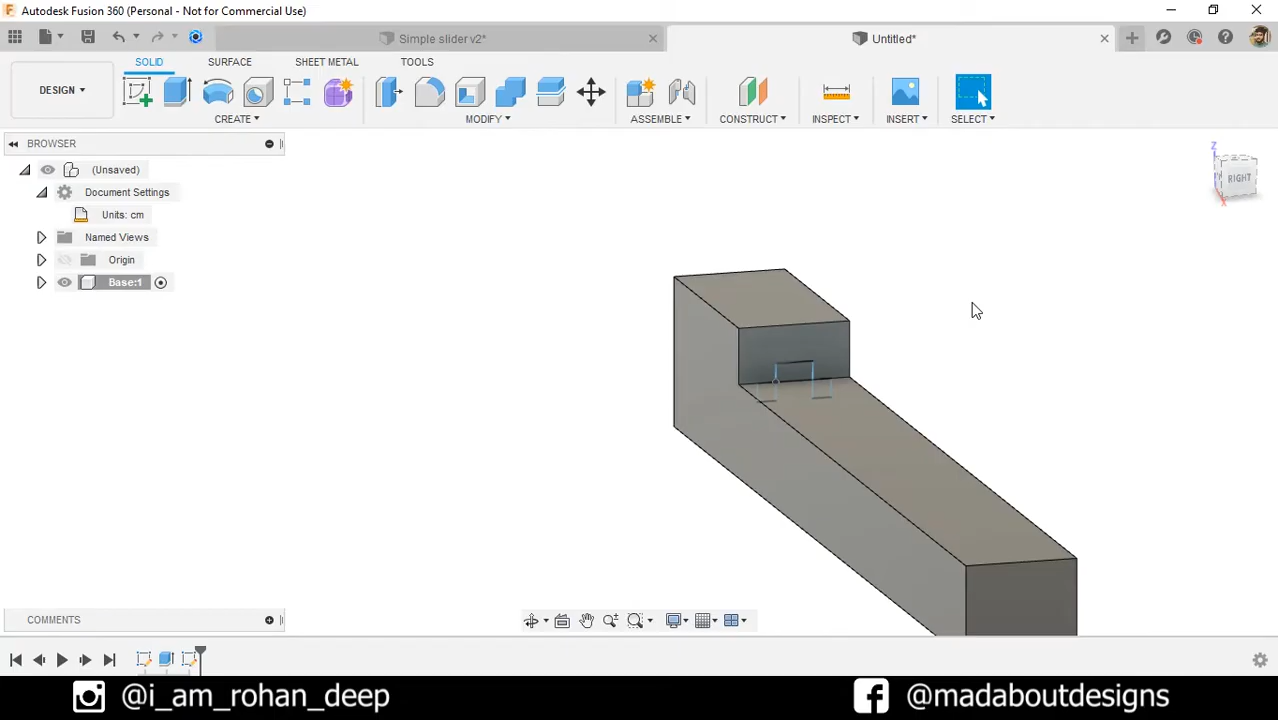 Autodesk Fusion 360 (Personal - Not for Commercial Use)
Simple slider v2*
Untitled*
SOLID SURFACE SHEET METAL TOOLS
DESIGN
CREATE MODIFY ASSEMBLE CONSTRUCT INSPECT INSERT SELECT
BROWSER
(Unsaved)
Document Settings
Units: cm
Named Views
Origin
Base:1
Z
RIGHT
X
COMMENTS
@i_am_rohan_deep @madaboutdesigns